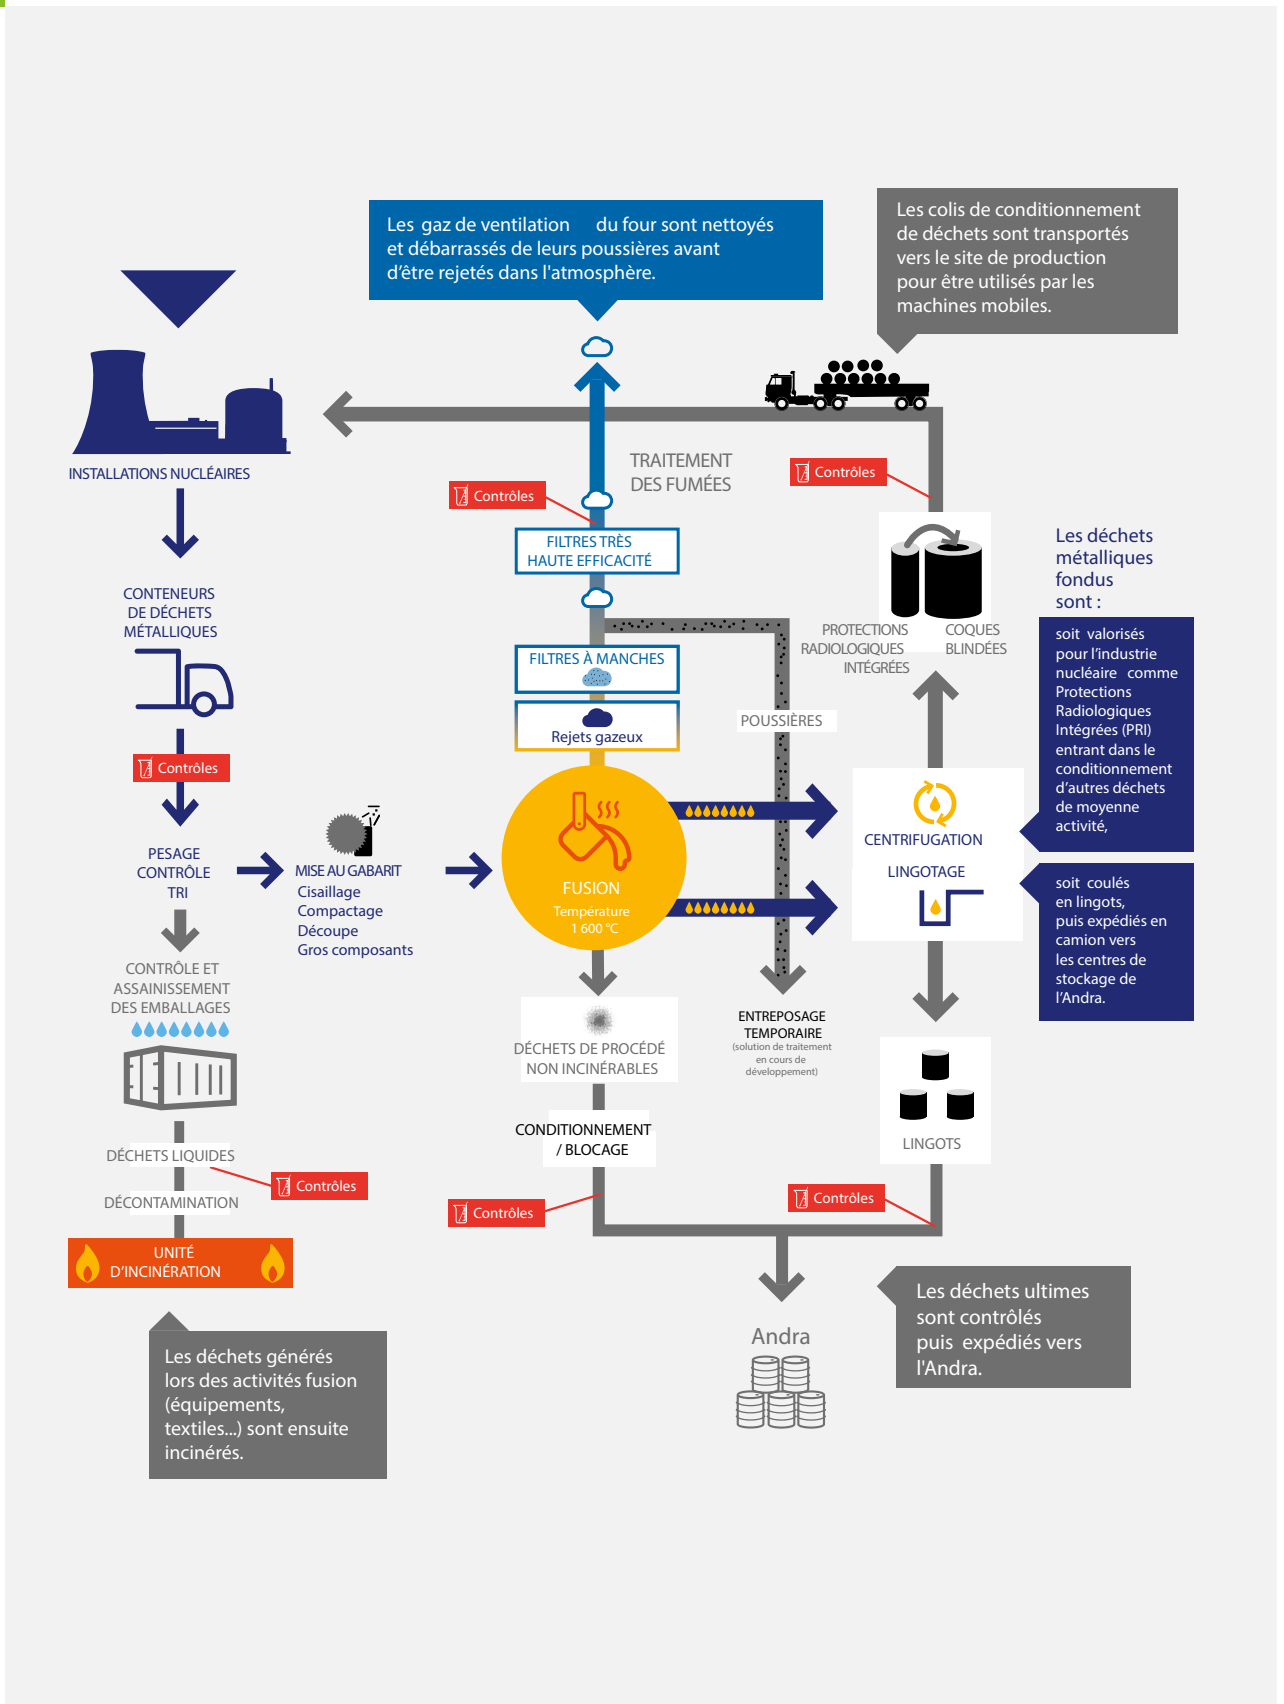 Les gaz de ventilation du four sont nettoyés
et débarrassés de leurs poussières avant
d’être rejetés dans l'atmosphère.
Les colis de conditionnement
de déchets sont transportés
vers le site de production
pour être utilisés par les
machines mobiles.
INSTALLATIONS NUCLÉAIRES
TRAITEMENT
DES FUMÉES
Contrôles
Contrôles
FILTRES TRÈS
HAUTE EFFICACITÉ
CONTENEURS
DE DÉCHETS
MÉTALLIQUES
Contrôles
FILTRES À MANCHES
Rejets gazeux
POUSSIÈRES
PROTECTIONS
RADIOLOGIQUES
INTÉGRÉES
COQUES
BLINDÉES
Les déchets
métalliques
fondus
sont :
soit valorisés
pour l’industrie
nucléaire comme
Protections
Radiologiques
Intégrées (PRI)
entrant dans le
conditionnement
d’autres déchets
de moyenne
activité,
soit coulés
en lingots,
puis expédiés en
camion vers
les centres de
stockage de
l’Andra.
PESAGE
CONTRÔLE
TRI
MISE AU GABARIT
Cisaillage
Compactage
Découpe
Gros composants
FUSION
Température
1 600 °C
CENTRIFUGATION
LINGOTAGE
CONTRÔLE ET
ASSAINISSEMENT
DES EMBALLAGES
DÉCHETS DE PROCÉDÉ
NON INCINÉRABLES
ENTREPOSAGE
TEMPORAIRE
(solution de traitement
en cours de
développement)
CONDITIONNEMENT
/ BLOCAGE
LINGOTS
DÉCHETS LIQUIDES
Contrôles
DÉCONTAMINATION
Contrôles
Contrôles
UNITÉ
D’INCINÉRATION
Les déchets générés
lors des activités fusion
(équipements,
textiles...) sont ensuite
incinérés.
Andra
Les déchets ultimes
sont contrôlés
puis expédiés vers
l'Andra.